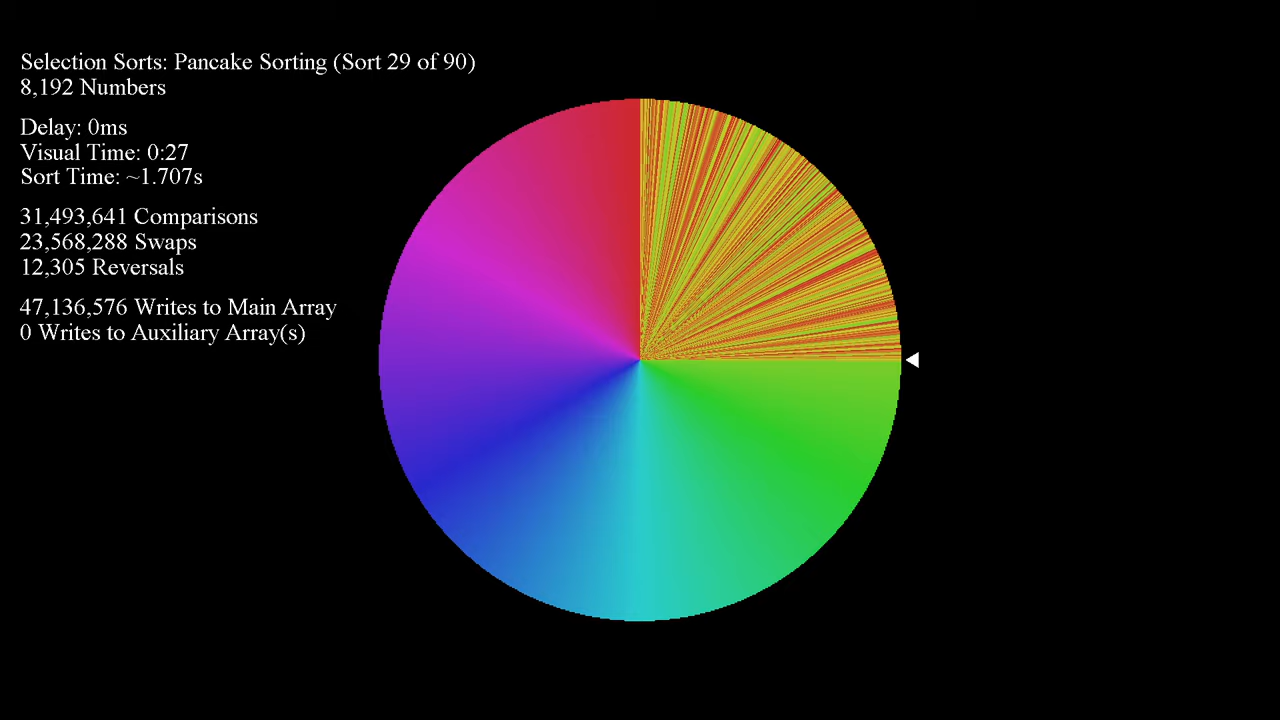 Selection Sorts: Pancake Sorting (Sort 29 of 90)
8,192 Numbers
Delay: 0ms
Visual Time: 0:27
Sort Time: ~1.707s
31,493,641 Comparisons
23,568,288 Swaps
12,305 Reversals
47,136,576 Writes to Main Array
0 Writes to Auxiliary Array(s)